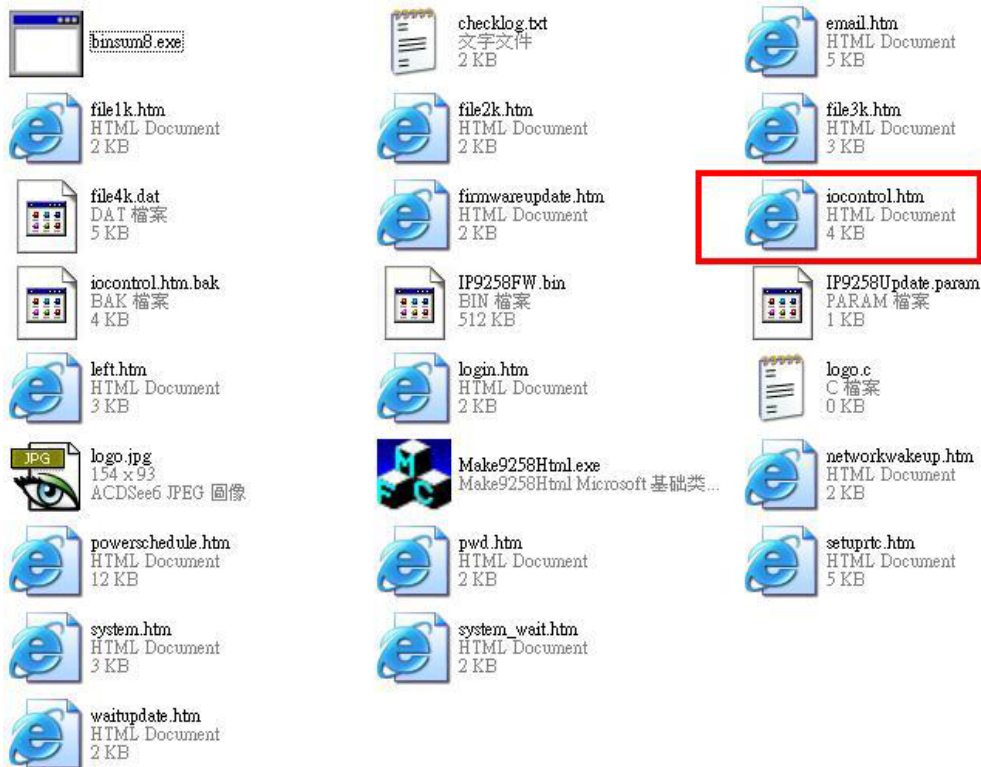 binsum8.exe
checklog.txt
文字文件
2 KB
email.htm
HTML Document
5 KB
file1k.htm
HTML Document
2 KB
file2k.htm
HTML Document
2 KB
file3k.htm
HTML Document
3 KB
file4k.dat
DAT 檔案
5 KB
firmwareupdate.htm
HTML Document
2 KB
iocontrol.htm
HTML Document
4 KB
iocontrol.htm.bak
BAK 檔案
4 KB
IP9258FW.bin
BIN 檔案
512 KB
IP9258Update.param
PARAM 檔案
1 KB
left.htm
HTML Document
3 KB
login.htm
HTML Document
2 KB
logo.c
C 檔案
0 KB
JPG
logo.jpg
154 x 93
ACDSee6 JPEG 圖像
M
F C
Make9258Html.exe
Make9258Html Microsoft 基础类...
networkwakeup.htm
HTML Document
2 KB
powerschedule.htm
HTML Document
12 KB
pwd.htm
HTML Document
2 KB
setuprtc.htm
HTML Document
5 KB
system.htm
HTML Document
3 KB
system_wait.htm
HTML Document
2 KB
waitupdate.htm
HTML Document
2 KB